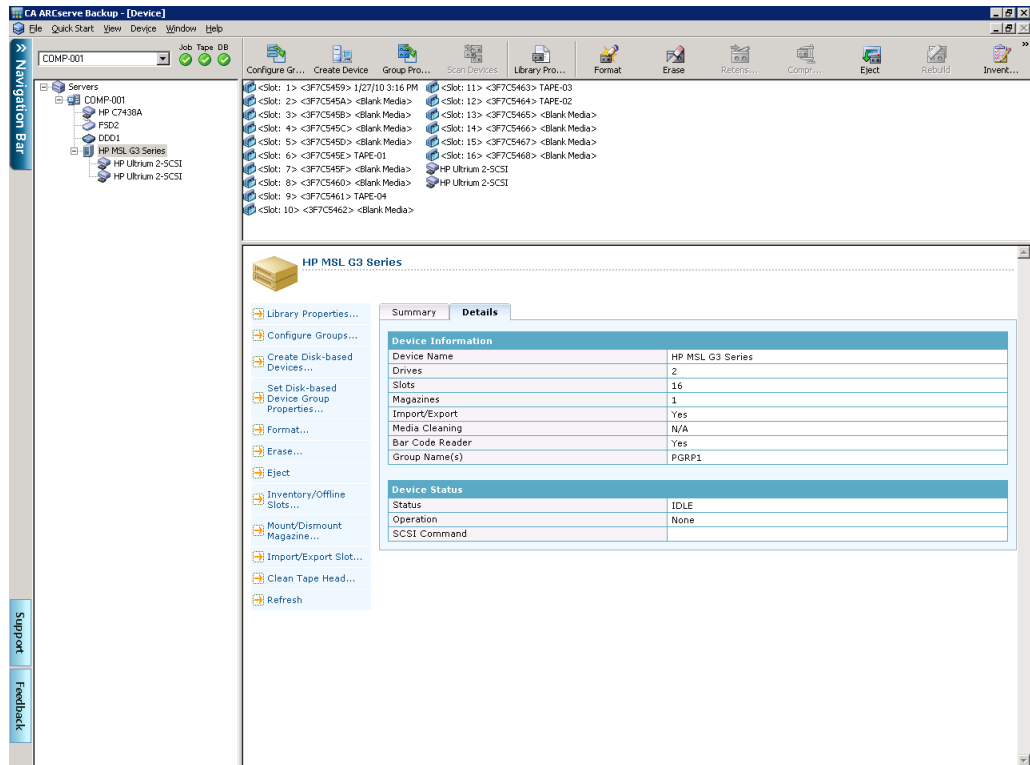 CA ARCserve Backup - [Device]
File Quick Start View Device Window Help
»
Navigation Bar
COMP-001
Job Tape DB
Configure Gr... Create Device Group Pro... Scan Devices Library Pro... Format Erase Retens... Compr... Eject Rebuild Invent... »
Servers
COMP-001
HP C7438A
FSD2
DDD1
HP MSL G3 Series
HP Ultrium 2-SCSI
HP Ultrium 2-SCSI
<Slot: 1> <3F7C5459> 1/27/10 3:16 PM
<Slot: 2> <3F7C545A> <Blank Media>
<Slot: 3> <3F7C545B> <Blank Media>
<Slot: 4> <3F7C545C> <Blank Media>
<Slot: 5> <3F7C545D> <Blank Media>
<Slot: 6> <3F7C545E> TAPE-01
<Slot: 7> <3F7C545F> <Blank Media>
<Slot: 8> <3F7C5460> <Blank Media>
<Slot: 9> <3F7C5461> TAPE-04
<Slot: 10> <3F7C5462> <Blank Media>
<Slot: 11> <3F7C5463> TAPE-03
<Slot: 12> <3F7C5464> TAPE-02
<Slot: 13> <3F7C5465> <Blank Media>
<Slot: 14> <3F7C5466> <Blank Media>
<Slot: 15> <3F7C5467> <Blank Media>
<Slot: 16> <3F7C5468> <Blank Media>
HP Ultrium 2-SCSI
HP Ultrium 2-SCSI
HP MSL G3 Series
Library Properties...
Configure Groups...
Create Disk-based
Devices...
Set Disk-based
Device Group
Properties...
Format...
Erase...
Eject
Inventory/Offline
Slots...
Mount/Dismount
Magazine...
Import/Export Slot...
Clean Tape Head...
Refresh
Summary Details
Device Information
Device Name HP MSL G3 Series
Drives 2
Slots 16
Magazines 1
Import/Export Yes
Media Cleaning N/A
Bar Code Reader Yes
Group Name(s) PGRP1
Device Status
Status IDLE
Operation None
SCSI Command
Support
Feedback